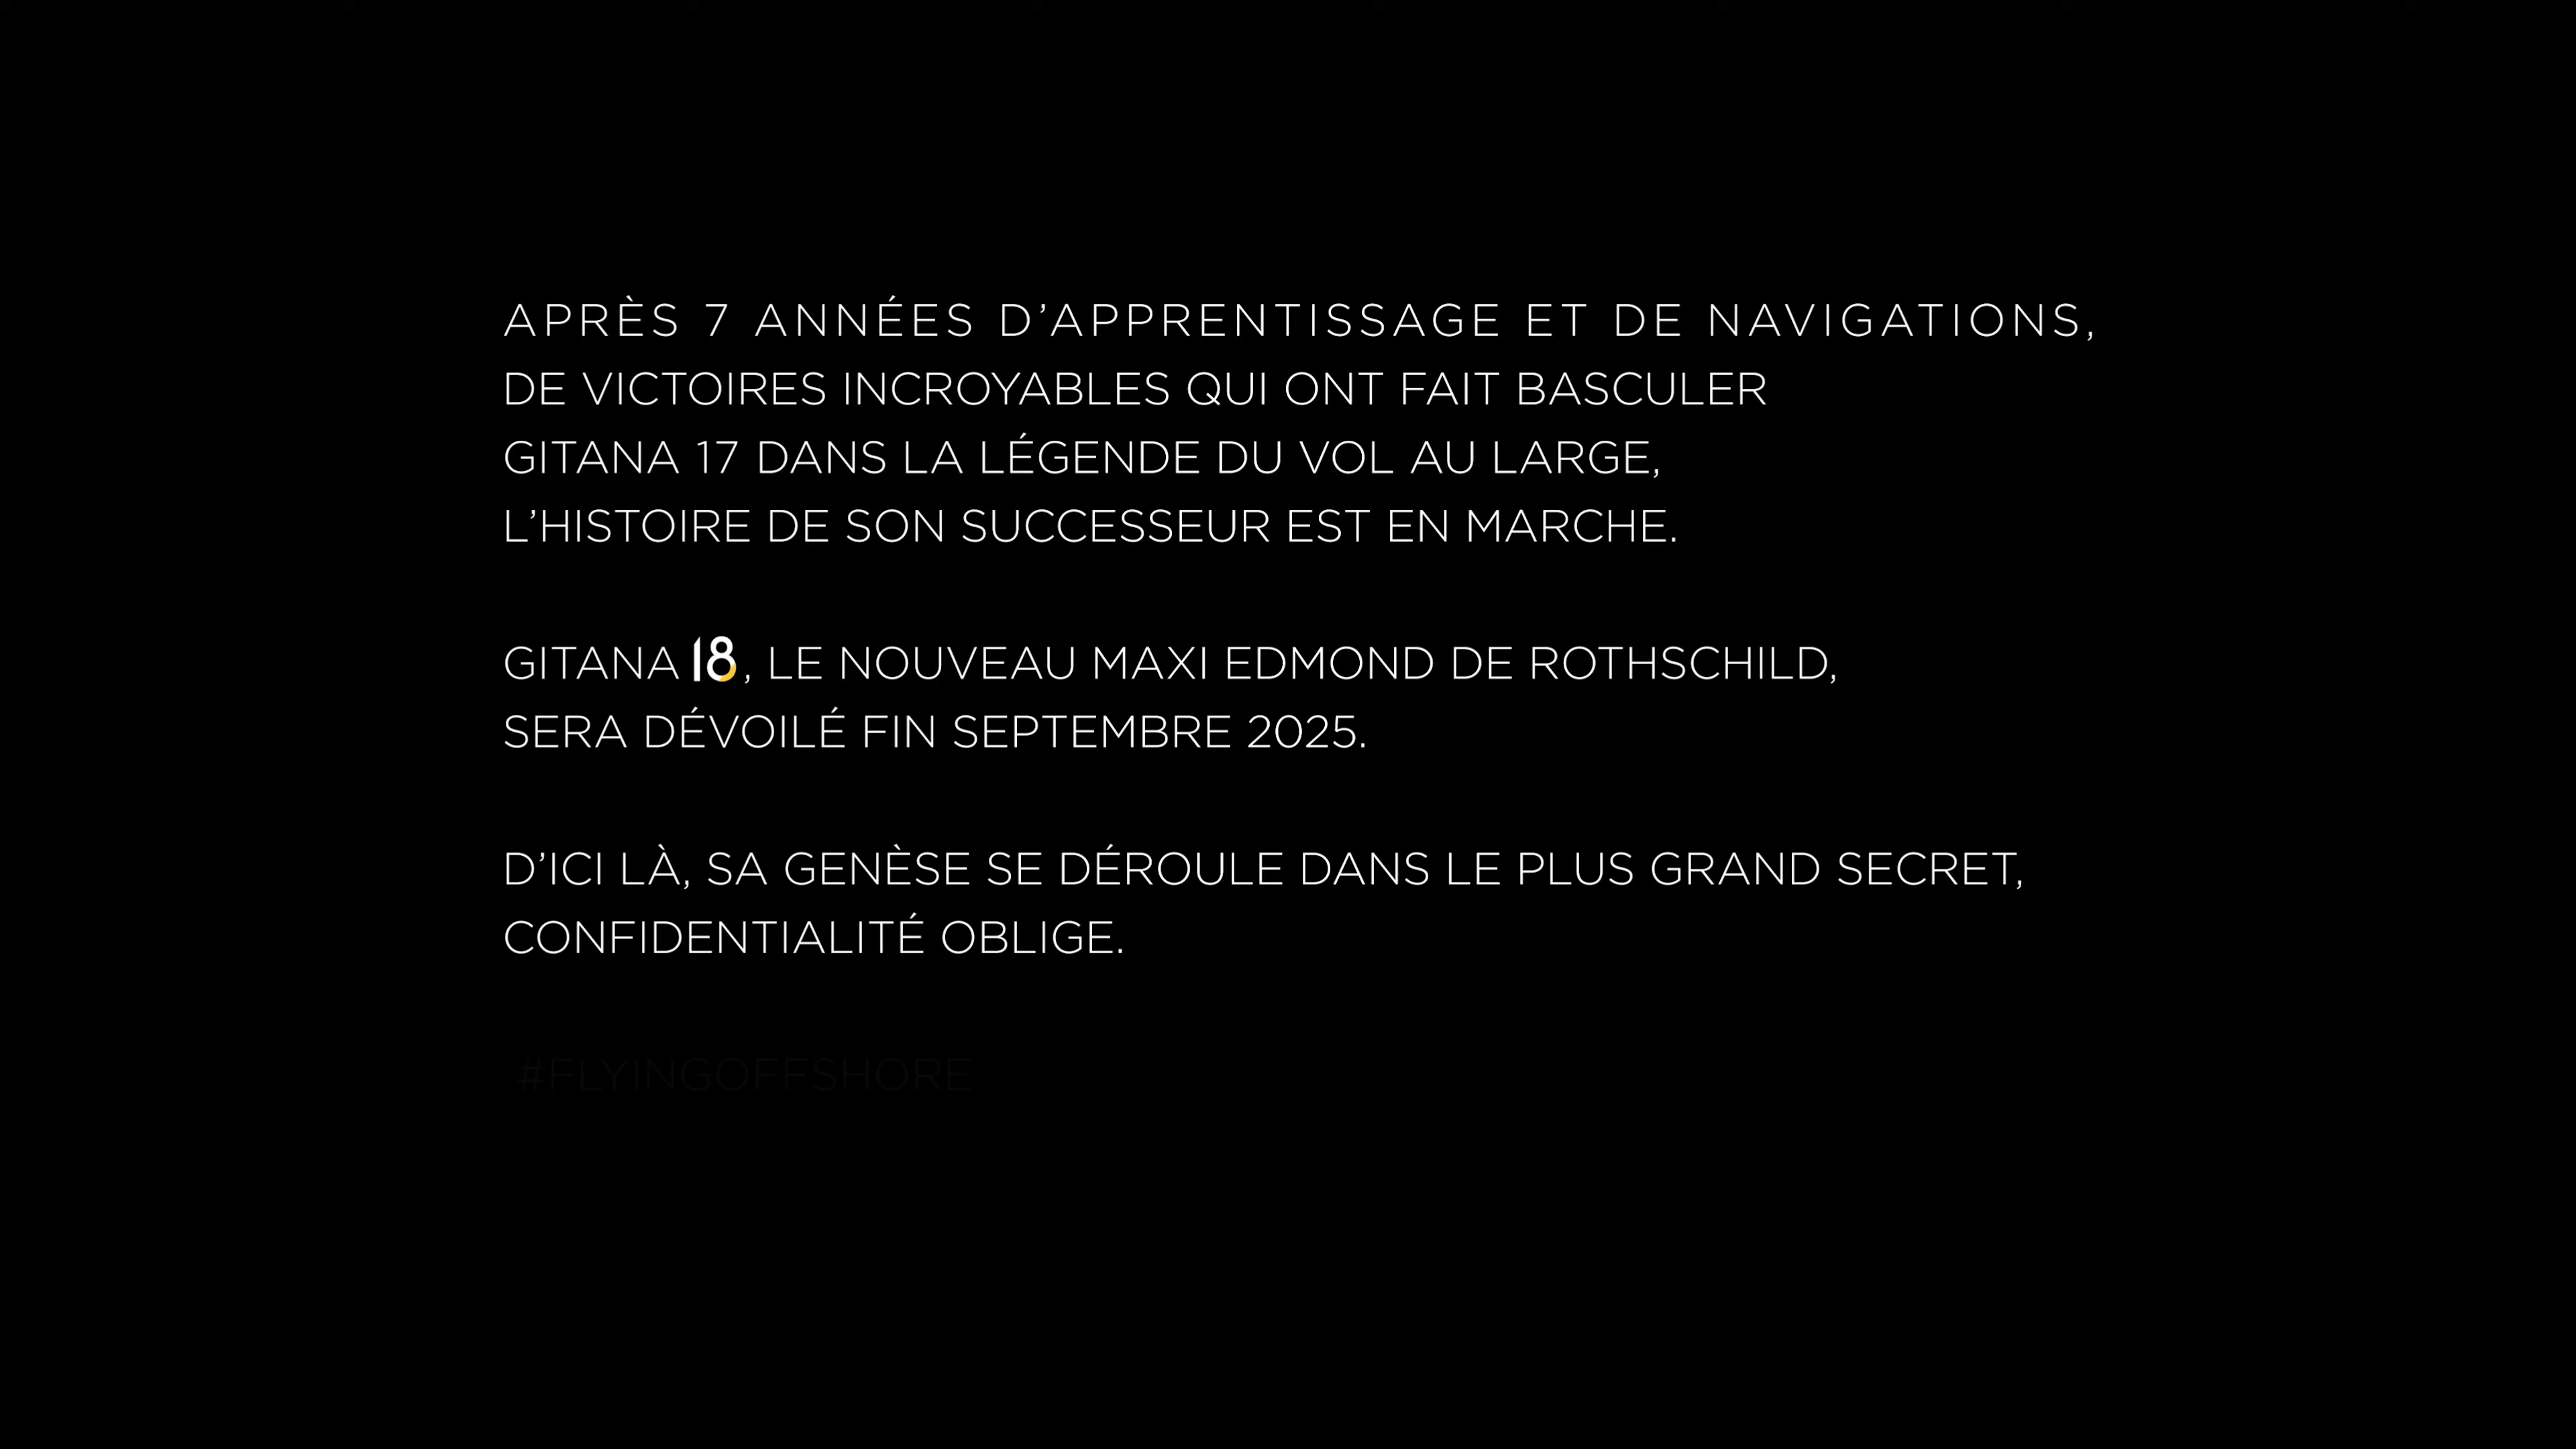 APRÈS 7 ANNÉES D’APPRENTISSAGE ET DE NAVIGATIONS,
DE VICTOIRES INCROYABLES QUI ONT FAIT BASCULER
GITANA 17 DANS LA LÉGENDE DU VOL AU LARGE,
L’HISTOIRE DE SON SUCCESSEUR EST EN MARCHE.
GITANA 18, LE NOUVEAU MAXI EDMOND DE ROTHSCHILD,
SERA DÉVOILÉ FIN SEPTEMBRE 2025.
D’ICI LÀ, SA GENÈSE SE DÉROULE DANS LE PLUS GRAND SECRET,
CONFIDENTIALITÉ OBLIGE.
#FLYINGOFFSHORE